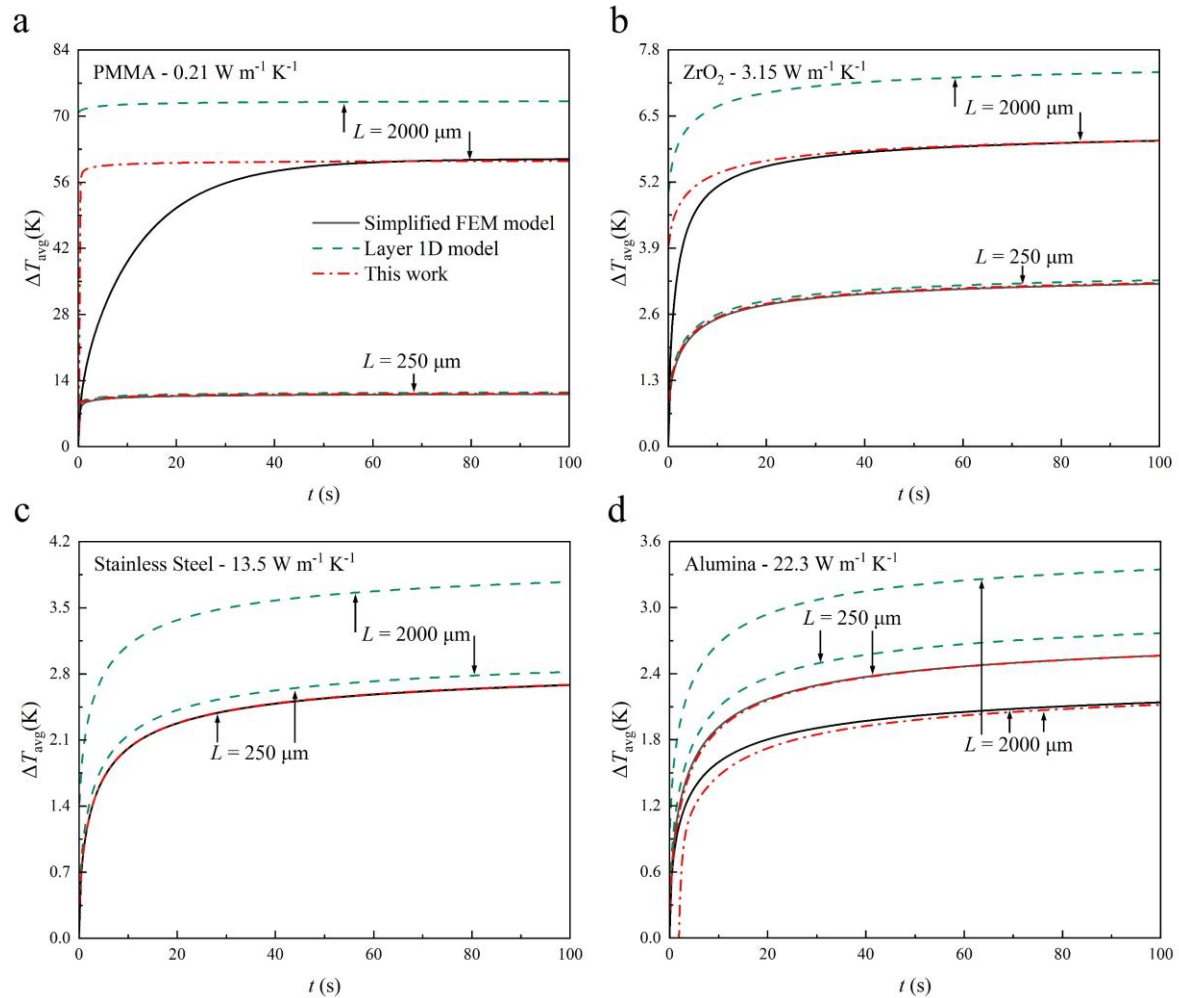 a
PMMA - 0.21 W m⁻¹ K⁻¹
84
70
56
42
28
14
0
ΔTavg(K)
L = 2000 μm
Simplified FEM model
Layer 1D model
This work
L = 250 μm
0 20 40 60 80 100
t (s)
b
ZrO₂ - 3.15 W m⁻¹ K⁻¹
7.8
6.5
5.2
3.9
2.6
1.3
0.0
ΔTavg(K)
L = 2000 μm
L = 250 μm
0 20 40 60 80 100
t (s)
c
Stainless Steel - 13.5 W m⁻¹ K⁻¹
4.2
3.5
2.8
2.1
1.4
0.7
0.0
ΔTavg(K)
L = 2000 μm
L = 250 μm
0 20 40 60 80 100
t (s)
d
Alumina - 22.3 W m⁻¹ K⁻¹
3.6
3.0
2.4
1.8
1.2
0.6
0.0
ΔTavg(K)
L = 250 μm
L = 2000 μm
0 20 40 60 80 100
t (s)